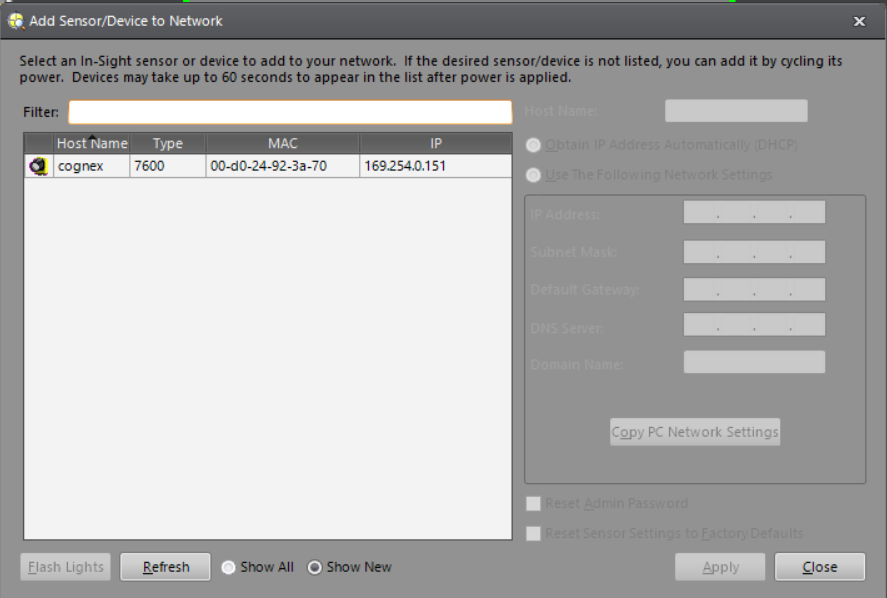 Add Sensor/Device to Network
Select an In-Sight sensor or device to add to your network.  If the desired sensor/device is not listed, you can add it by cycling its
power.  Devices may take up to 60 seconds to appear in the list after power is applied.
Filter:
Host Name Type MAC IP
cognex 7600 00-d0-24-92-3a-70 169.254.0.151
Host Name:
Obtain IP Address Automatically (DHCP)
Use The Following Network Settings
IP Address: . . .
Subnet Mask: . . .
Default Gateway: . . .
DNS Server: . . .
Domain Name:
Copy PC Network Settings
Reset Admin Password
Reset Sensor Settings to Factory Defaults
Flash Lights Refresh Show All Show New Apply Close